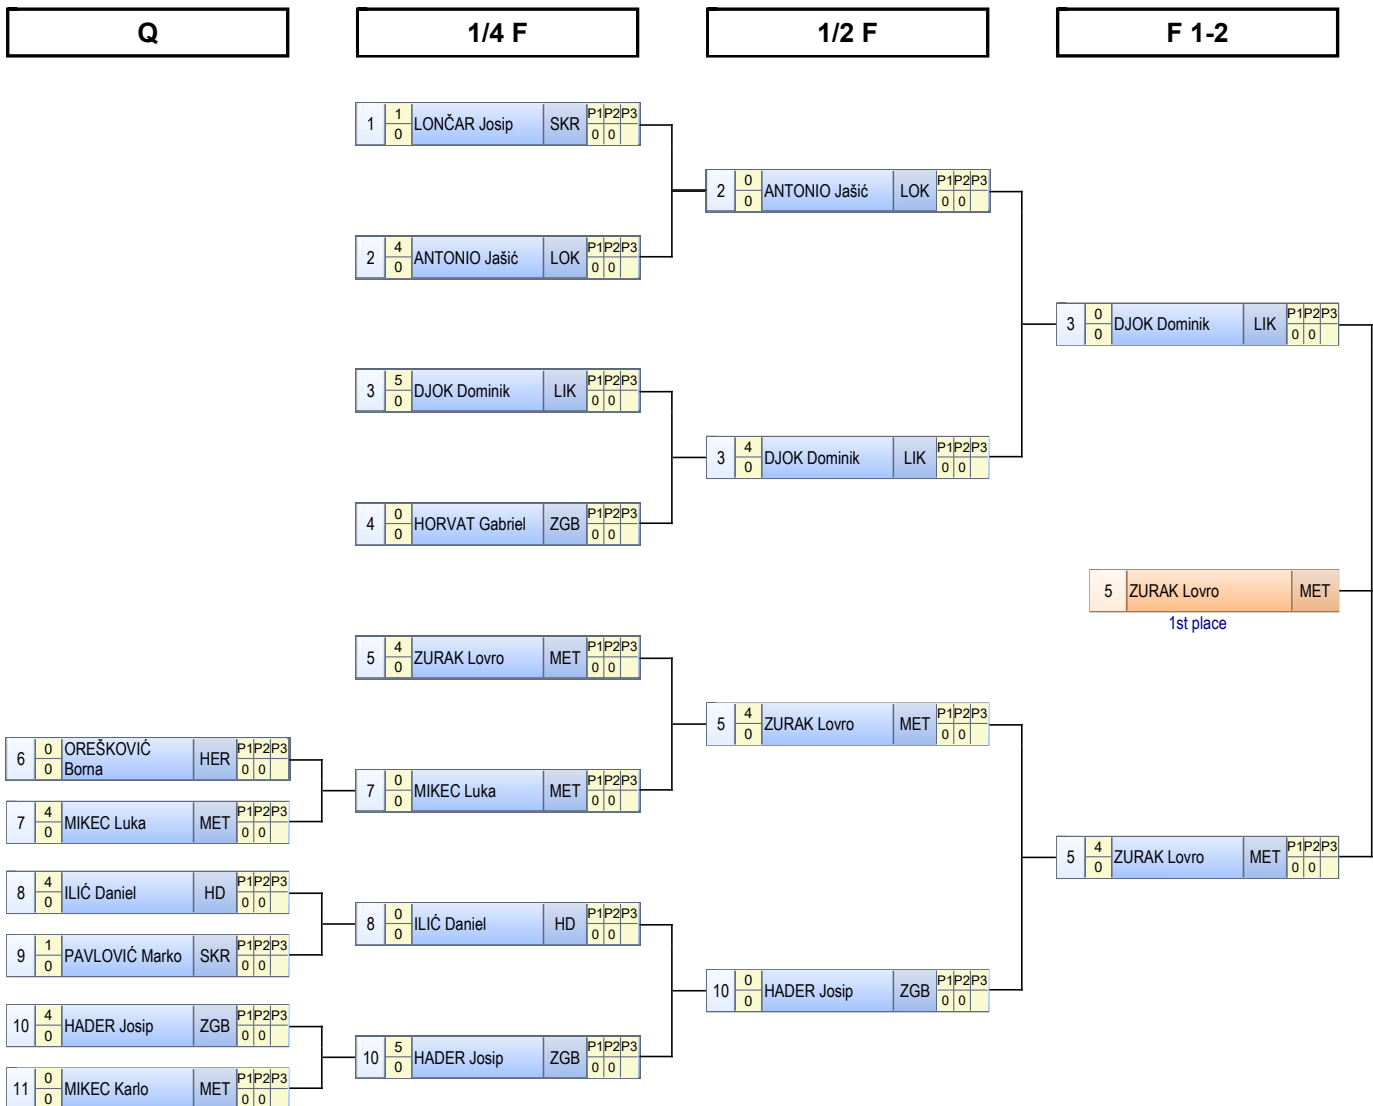 Q 1/4 F 1/2 F F 1-2
1 1 0 LONČAR Josip SKR P1 P2 P3 0 0
2 0 0 ANTONIO Jašić LOK P1 P2 P3 0 0
2 4 0 ANTONIO Jašić LOK P1 P2 P3 0 0
3 0 0 DJOK Dominik LIK P1 P2 P3 0 0
3 5 0 DJOK Dominik LIK P1 P2 P3 0 0
3 4 0 DJOK Dominik LIK P1 P2 P3 0 0
4 0 0 HORVAT Gabriel ZGB P1 P2 P3 0 0
5 ZURAK Lovro MET
1st place
5 4 0 ZURAK Lovro MET P1 P2 P3 0 0
5 4 0 ZURAK Lovro MET P1 P2 P3 0 0
6 0 0 OREŠKOVIĆ
Borna HER P1 P2 P3 0 0
7 0 0 MIKEC Luka MET P1 P2 P3 0 0
7 4 0 MIKEC Luka MET P1 P2 P3 0 0
5 4 0 ZURAK Lovro MET P1 P2 P3 0 0
8 4 0 ILIĆ Daniel HD P1 P2 P3 0 0
8 0 0 ILIĆ Daniel HD P1 P2 P3 0 0
9 1 0 PAVLOVIĆ Marko SKR P1 P2 P3 0 0
10 0 0 HADER Josip ZGB P1 P2 P3 0 0
10 4 0 HADER Josip ZGB P1 P2 P3 0 0
10 5 0 HADER Josip ZGB P1 P2 P3 0 0
11 0 0 MIKEC Karlo MET P1 P2 P3 0 0